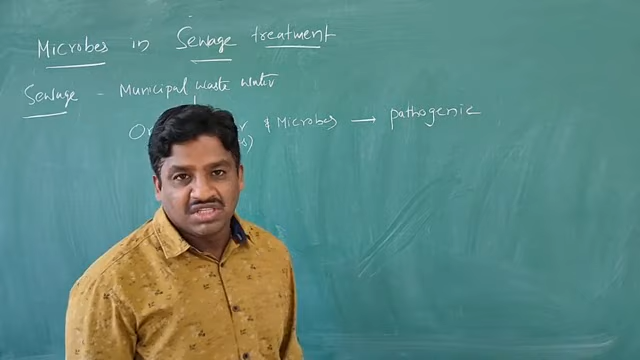 Microbes in Sewage treatment
Sewage - Municipal waste water
& Microbes → pathogenic